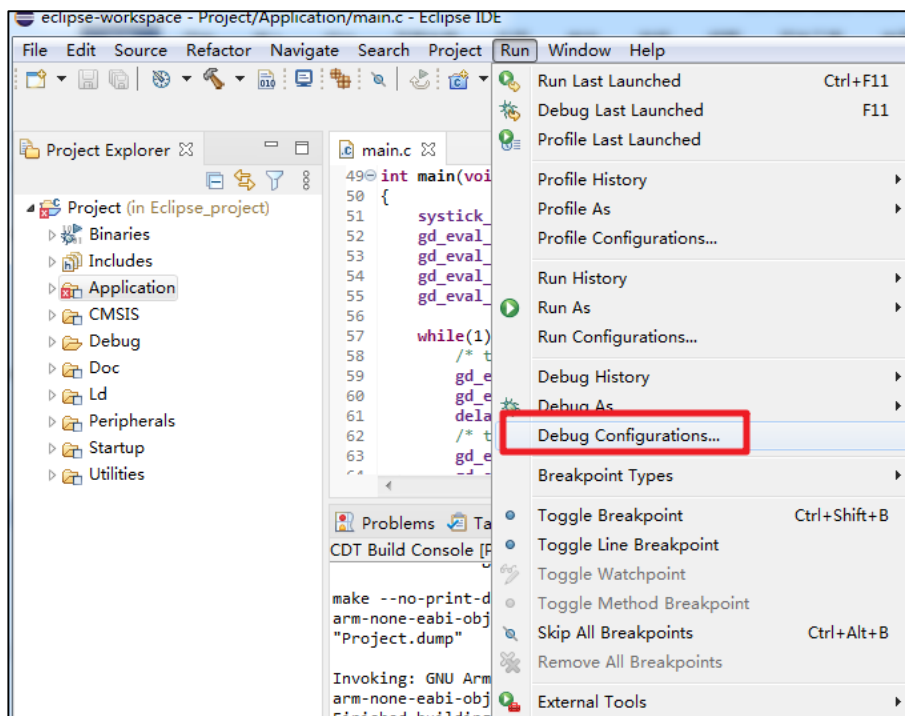 eclipse-workspace - Project/Application/main.c - Eclipse IDE
File Edit Source Refactor Navigate Search Project Run Window Help
Project Explorer
Project (in Eclipse_project)
Binaries
Includes
Application
CMSIS
Debug
Doc
Ld
Peripherals
Startup
Utilities
main.c
49 int main(voi
50 {
51 systick_
52 gd_eval_
53 gd_eval_
54 gd_eval_
55 gd_eval_
56
57 while(1)
58 /* t
59 gd_e
60 gd_e
61 dela
62 /* t
63 gd_e
Problems Ta
CDT Build Console [P
make --no-print-d
arm-none-eabi-obj
"Project.dump"
Invoking: GNU Arm
arm-none-eabi-obj
Finished building
Run Last Launched Ctrl+F11
Debug Last Launched F11
Profile Last Launched
Profile History
Profile As
Profile Configurations...
Run History
Run As
Run Configurations...
Debug History
Debug As
Debug Configurations...
Breakpoint Types
Toggle Breakpoint Ctrl+Shift+B
Toggle Line Breakpoint
Toggle Watchpoint
Toggle Method Breakpoint
Skip All Breakpoints Ctrl+Alt+B
Remove All Breakpoints
External Tools